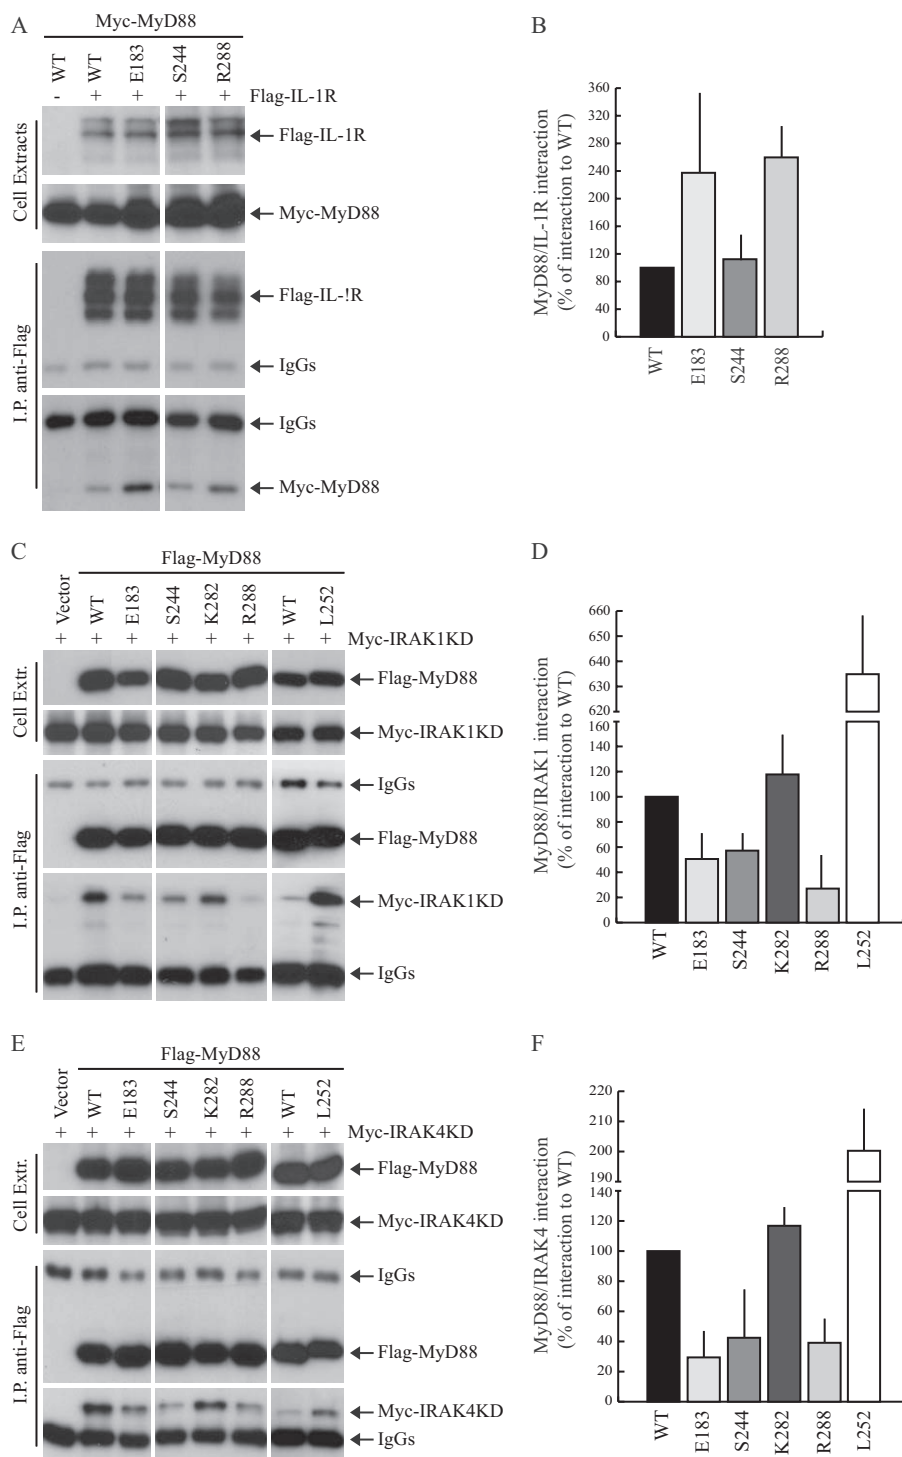 A
Myc-MyD88
WT WT E183 S244 R288
- + + + + Flag-IL-1R
Cell Extracts
Flag-IL-1R
Myc-MyD88
I.P. anti-Flag
Flag-IL-!R
IgGs
IgGs
Myc-MyD88
B
MyD88/IL-1R interaction
(% of interaction to WT)
360
320
280
240
200
160
120
80
40
0
WT E183 S244 R288
C
Flag-MyD88
Vector WT E183 S244 K282 R288 WT L252
+ + + + + + + + Myc-IRAK1KD
Cell Extr.
Flag-MyD88
Myc-IRAK1KD
I.P. anti-Flag
IgGs
Flag-MyD88
Myc-IRAK1KD
IgGs
D
MyD88/IRAK1 interaction
(% of interaction to WT)
660
650
640
630
620
160
140
120
100
80
60
40
20
0
WT E183 S244 K282 R288 L252
E
Flag-MyD88
Vector WT E183 S244 K282 R288 WT L252
+ + + + + + + + Myc-IRAK4KD
Cell Extr.
Flag-MyD88
Myc-IRAK4KD
I.P. anti-Flag
IgGs
Flag-MyD88
Myc-IRAK4KD
IgGs
F
MyD88/IRAK4 interaction
(% of interaction to WT)
220
210
200
190
140
120
100
80
60
40
20
0
WT E183 S244 K282 R288 L252